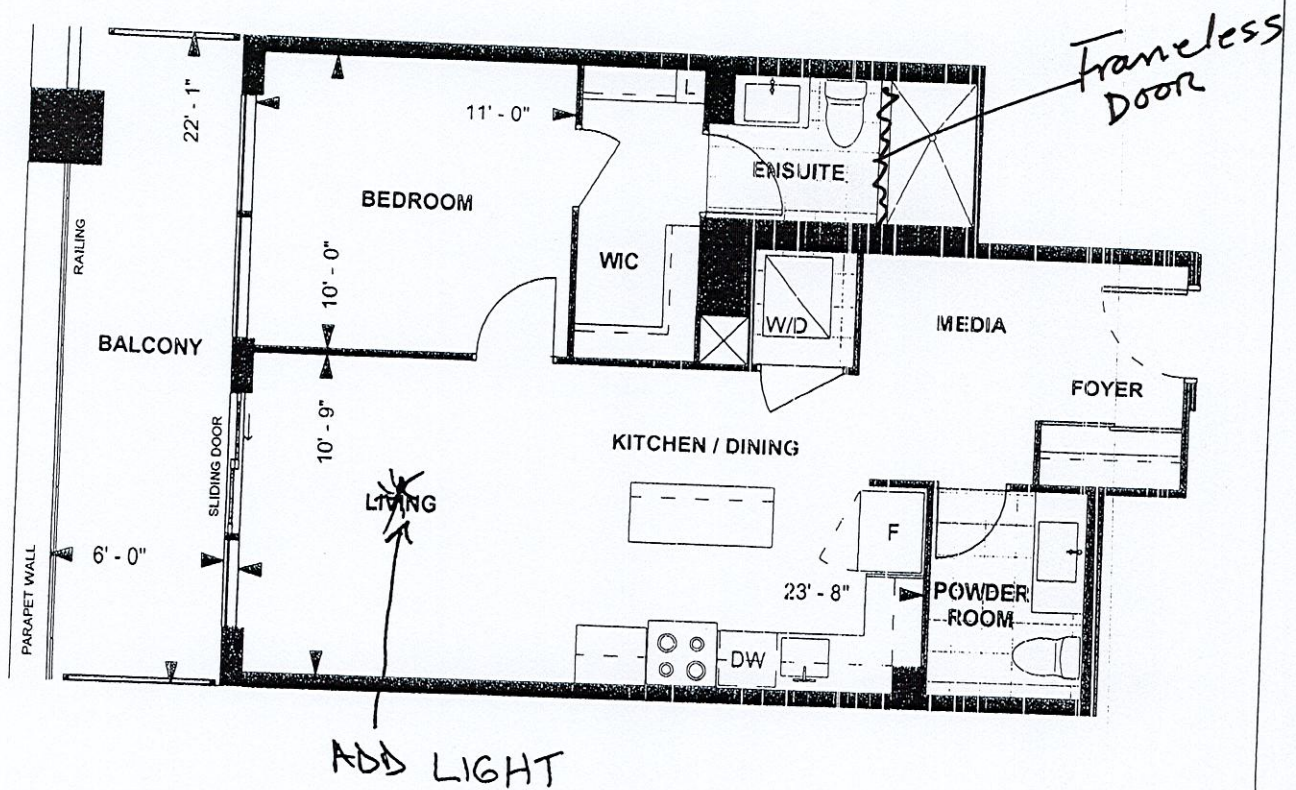 Frameless
DOOR
22' - 1"
11' - 0"
L
ENSUITE
BEDROOM
RAILING
WIC
10' - 0"
W/D
MEDIA
BALCONY
FOYER
SLIDING DOOR
10' - 9"
KITCHEN / DINING
LIVING
F
6' - 0"
PARAPET WALL
23' - 8"
POWDER
ROOM
DW
ADD LIGHT